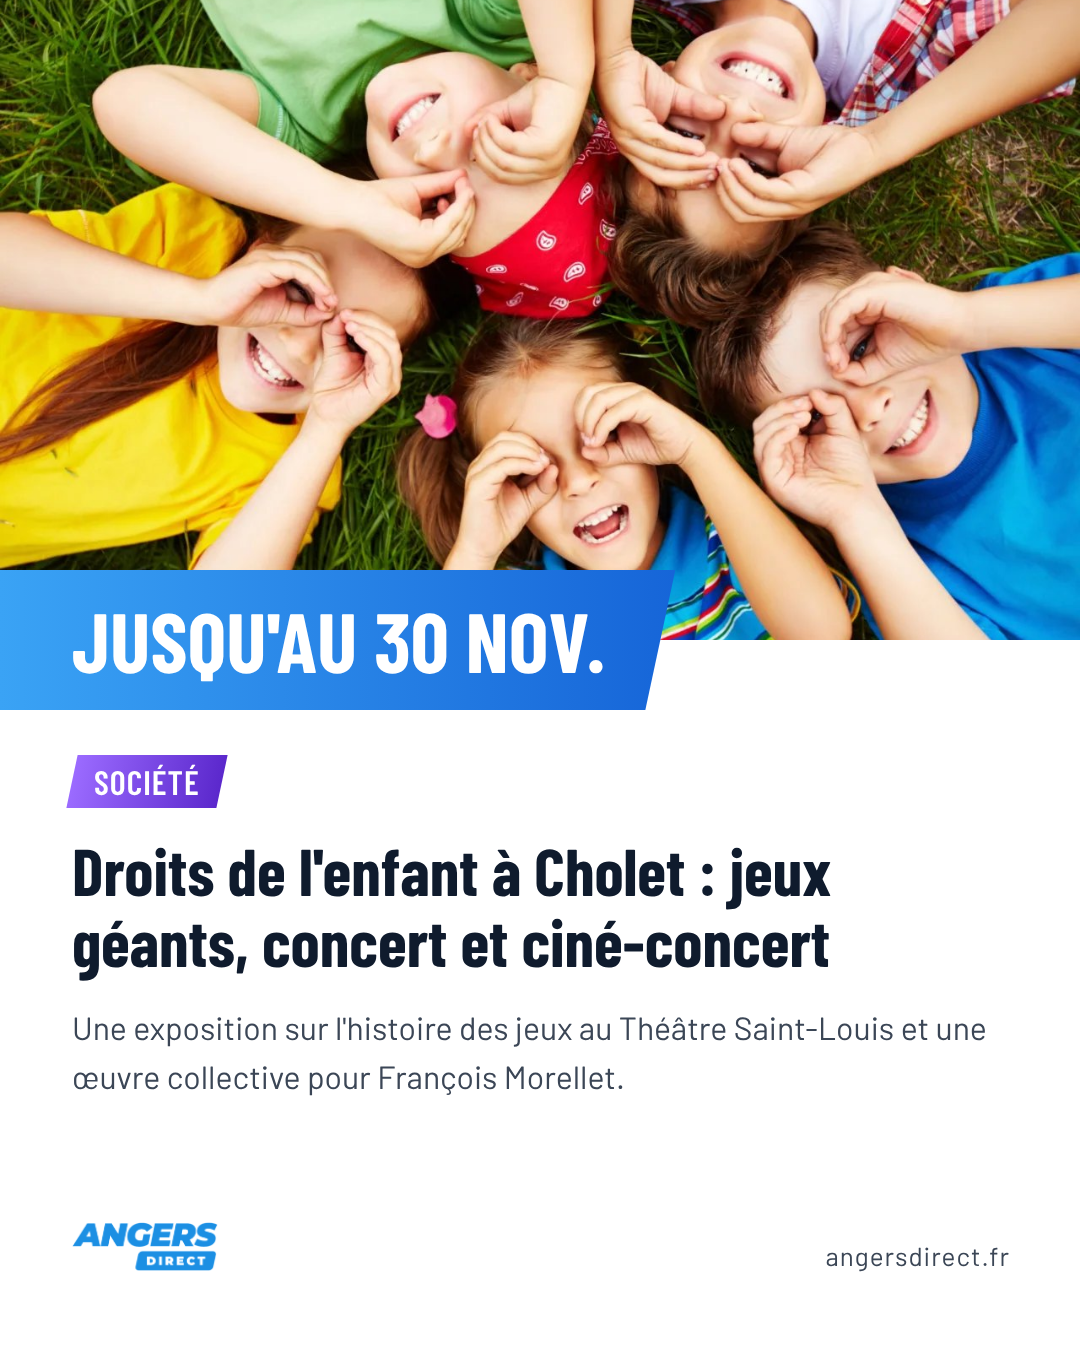 JUSQU'AU 30 NOV.
SOCIÉTÉ
Droits de l'enfant à Cholet : jeux
géants, concert et ciné-concert
Une exposition sur l'histoire des jeux au Théâtre Saint-Louis et une
œuvre collective pour François Morellet.
ANGERS
DIRECT
angersdirect.fr